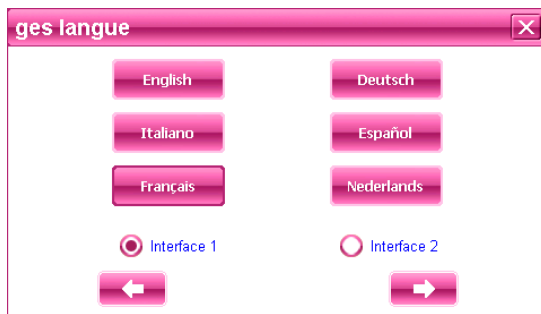 ges langue
English Deutsch
Italiano Español
Français Nederlands
Interface 1 Interface 2